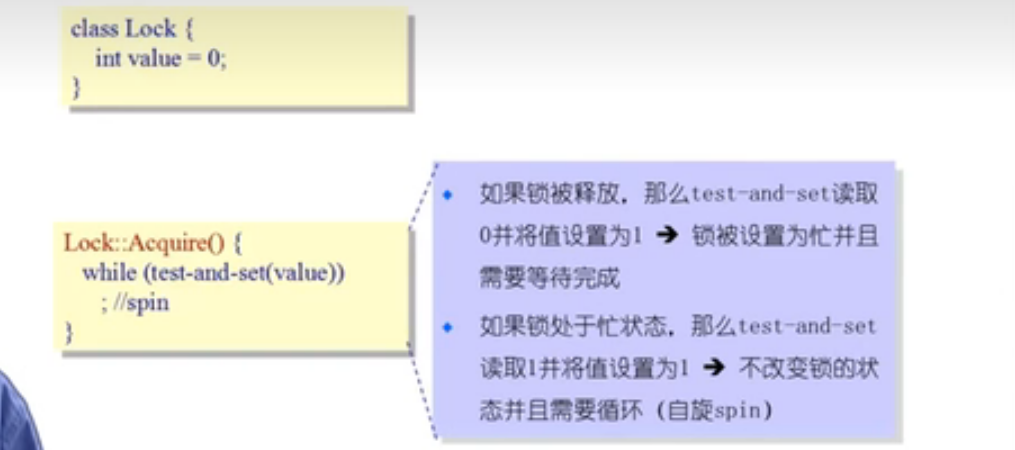 class Lock {
int value = 0;
}
Lock::Acquire() {
while (test-and-set(value))
; //spin
}
◆ 如果锁被释放，那么test-and-set读取
0并将值设置为1 ➔ 锁被设置为忙并且
需要等待完成
◆ 如果锁处于忙状态，那么test-and-set
读取1并将值设置为1 ➔ 不改变锁的状
态并且需要循环（自旋spin）